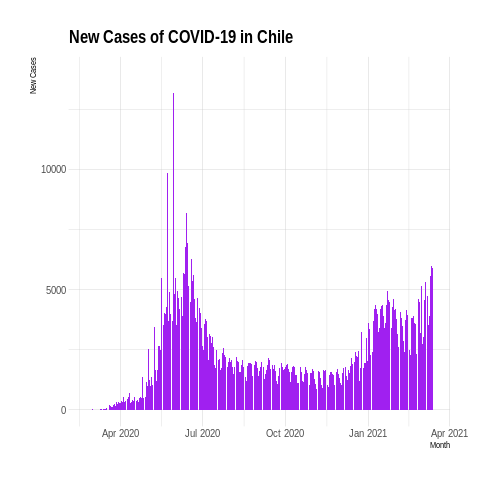 New Cases of COVID-19 in Chile
New Cases
10000
5000
0
Apr 2020 Jul 2020 Oct 2020 Jan 2021 Apr 2021
Month